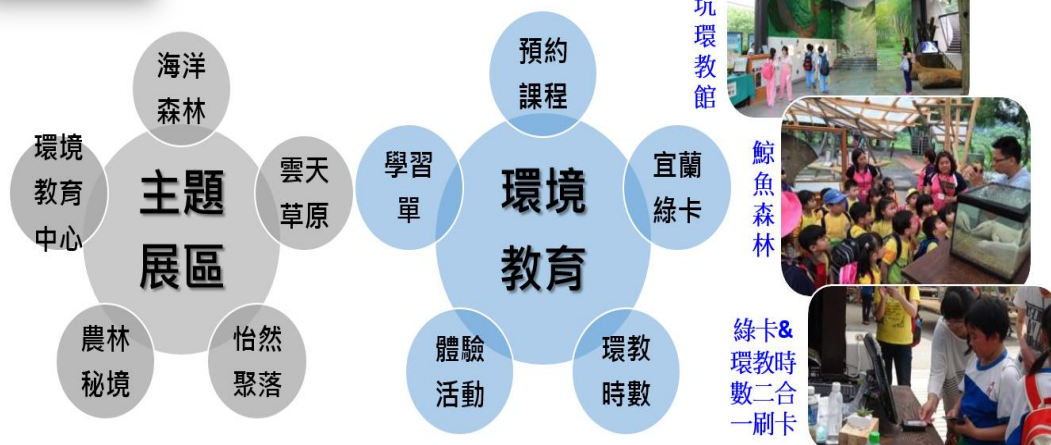 海洋
森林
環境
教育
中心
主題
展區
雲天
草原
農林
秘境
怡然
聚落
預約
課程
學習
單
環境
教育
宜蘭
綠卡
體驗
活動
環教
時數
坑環教館
鯨魚森林
綠卡&
環教時
數二合
一刷卡